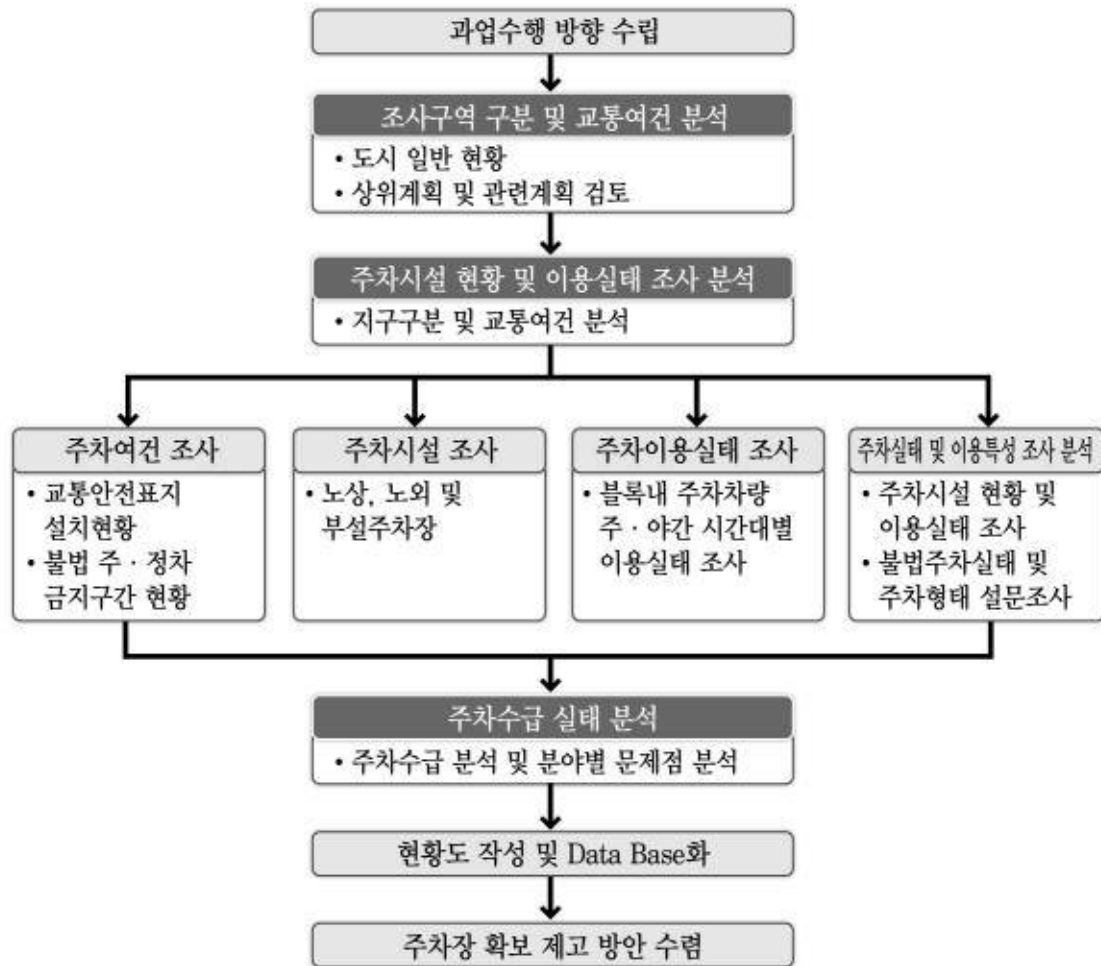 과업수행 방향 수립
조사구역 구분 및 교통여건 분석
• 도시 일반 현황
• 상위계획 및 관련계획 검토
주차시설 현황 및 이용실태 조사 분석
• 지구구분 및 교통여건 분석
주차여건 조사
• 교통안전표지
설치현황
• 불법 주 · 정차
금지구간 현황
주차시설 조사
• 노상, 노외 및
부설주차장
주차이용실태 조사
• 블록내 주차차량
주 · 야간 시간대별
이용실태 조사
주차실태 및 이용특성 조사 분석
• 주차시설 현황 및
이용실태 조사
• 불법주차실태 및
주차형태 설문조사
주차수급 실태 분석
• 주차수급 분석 및 분야별 문제점 분석
현황도 작성 및 Data Base화
주차장 확보 제고 방안 수렴